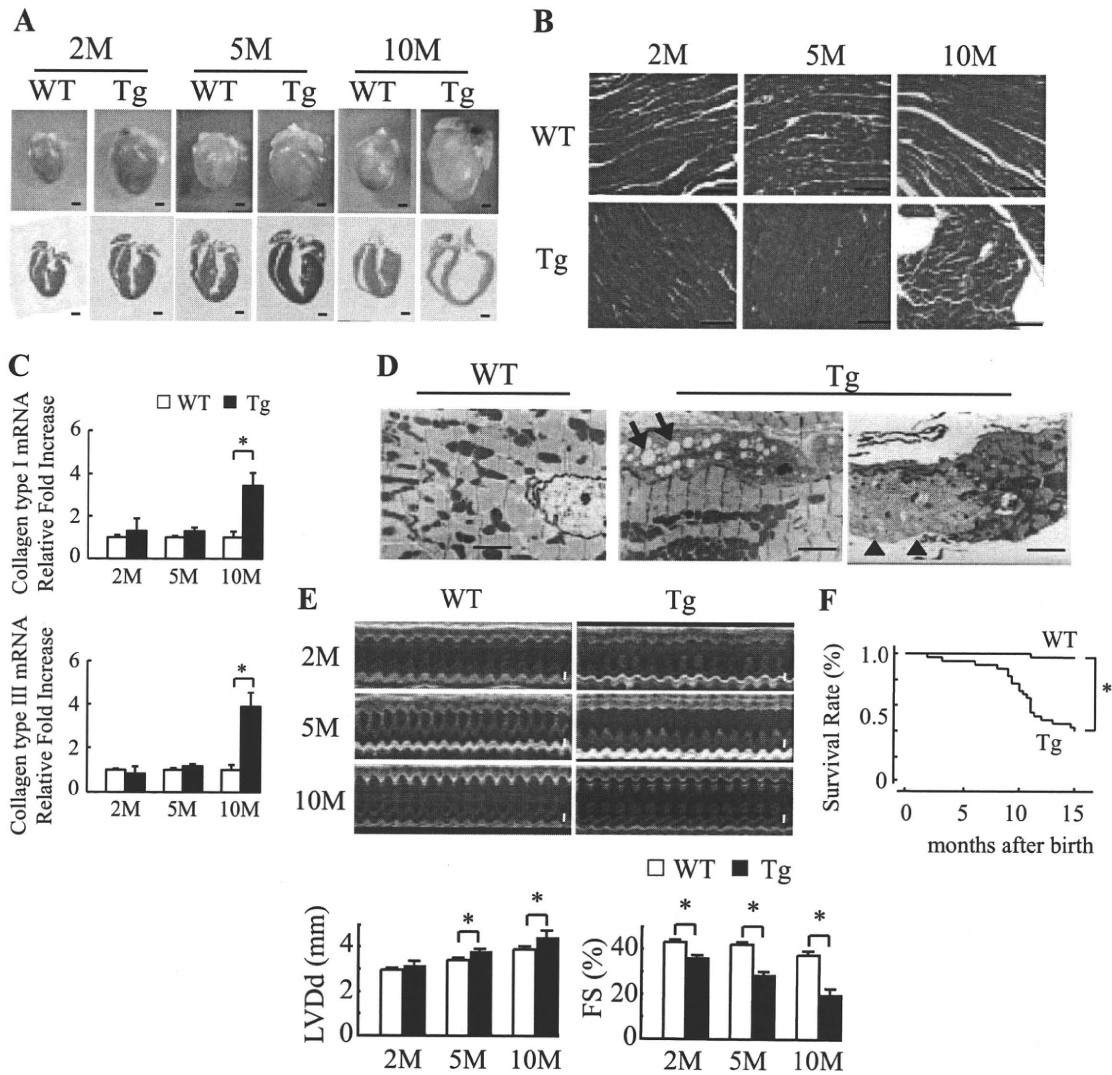 A
2M 5M 10M
WT Tg WT Tg WT Tg
B
2M 5M 10M
WT
Tg
C
WT Tg
Collagen type I mRNA
Relative Fold Increase
6
4
2
0
*
2M 5M 10M
Collagen type III mRNA
Relative Fold Increase
6
4
2
0
*
2M 5M 10M
D
WT Tg
E
WT Tg
2M
5M
10M
WT Tg
LVDd (mm)
4
2
0
* *
2M 5M 10M
FS (%)
40
20
0
* * *
2M 5M 10M
F
Survival Rate (%)
1.0
0.5
0
WT
*
Tg
0 5 10 15
months after birth